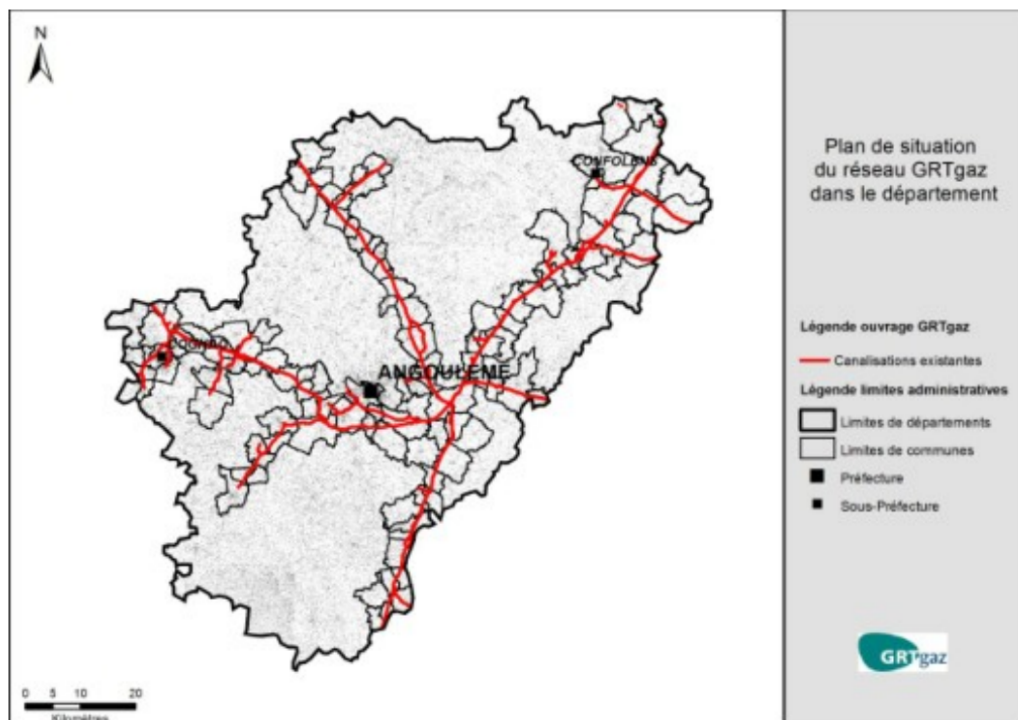 N
CONFOLENS
COGNAC
ANGOULEME
0 5 10 20
Kilomètres
Plan de situation
du réseau GRTgaz
dans le département
Légende ouvrage GRTgaz
Canalisations existantes
Légende limites administratives
Limites de départements
Limites de communes
Préfecture
Sous-Préfecture
GRTgaz